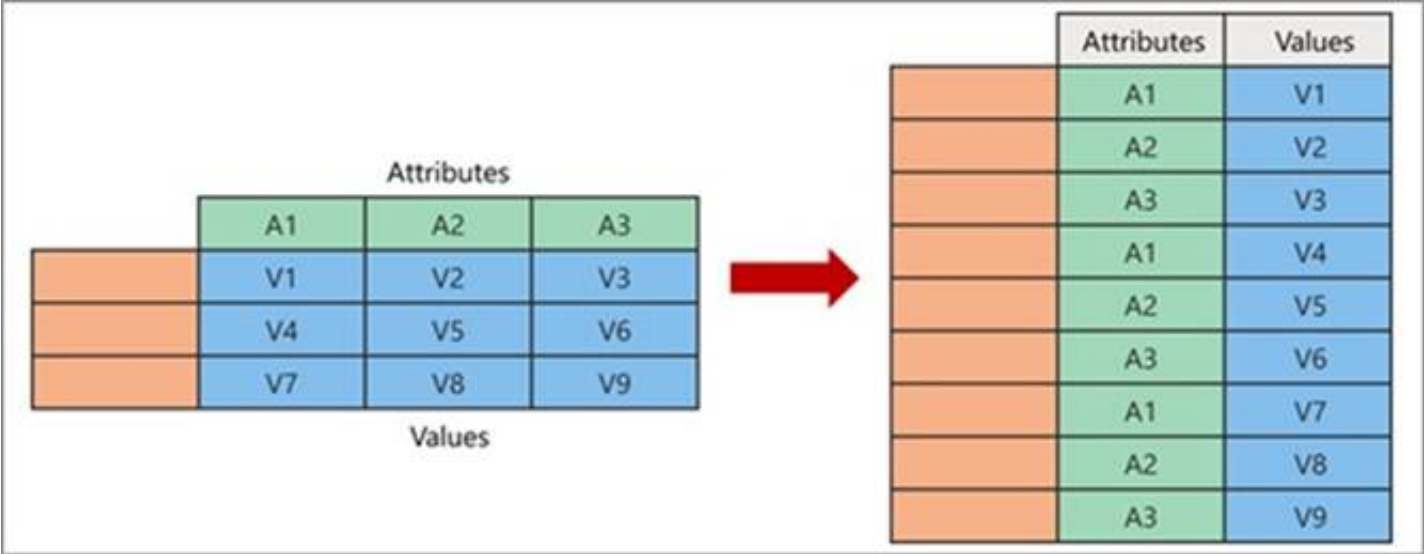 Attributes
A1 A2 A3
V1 V2 V3
V4 V5 V6
V7 V8 V9
Values
Attributes Values
A1 V1
A2 V2
A3 V3
A1 V4
A2 V5
A3 V6
A1 V7
A2 V8
A3 V9